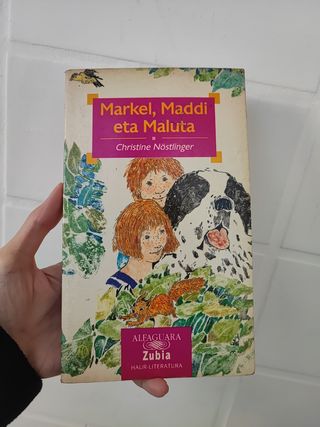 Markel, Maddi
eta Maluta
Christine Nöstlinger
ALFAGUARA
Zubia
HAUR LITERATURA